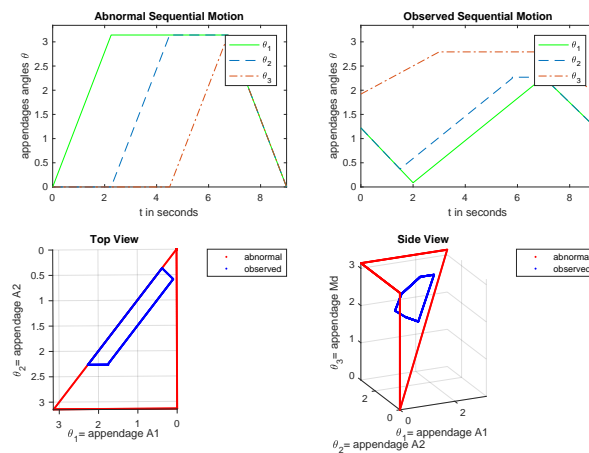 Abnormal Sequential Motion
appendages angles θ
3
2.5
2
1.5
1
0.5
0
0 2 4 6 8
t in seconds
θ1
θ2
θ3
Observed Sequential Motion
appendages angles θ
3
2.5
2
1.5
1
0.5
0
0 2 4 6 8
t in seconds
θ1
θ2
θ3
Top View
θ2= appendage A2
0
0.5
1
1.5
2
2.5
3
3 2 1 0
θ1= appendage A1
abnormal
observed
Side View
θ3= appendage Md
3
2
1
0
2
0
0
2
θ1= appendage A1
θ2= appendage A2
abnormal
observed